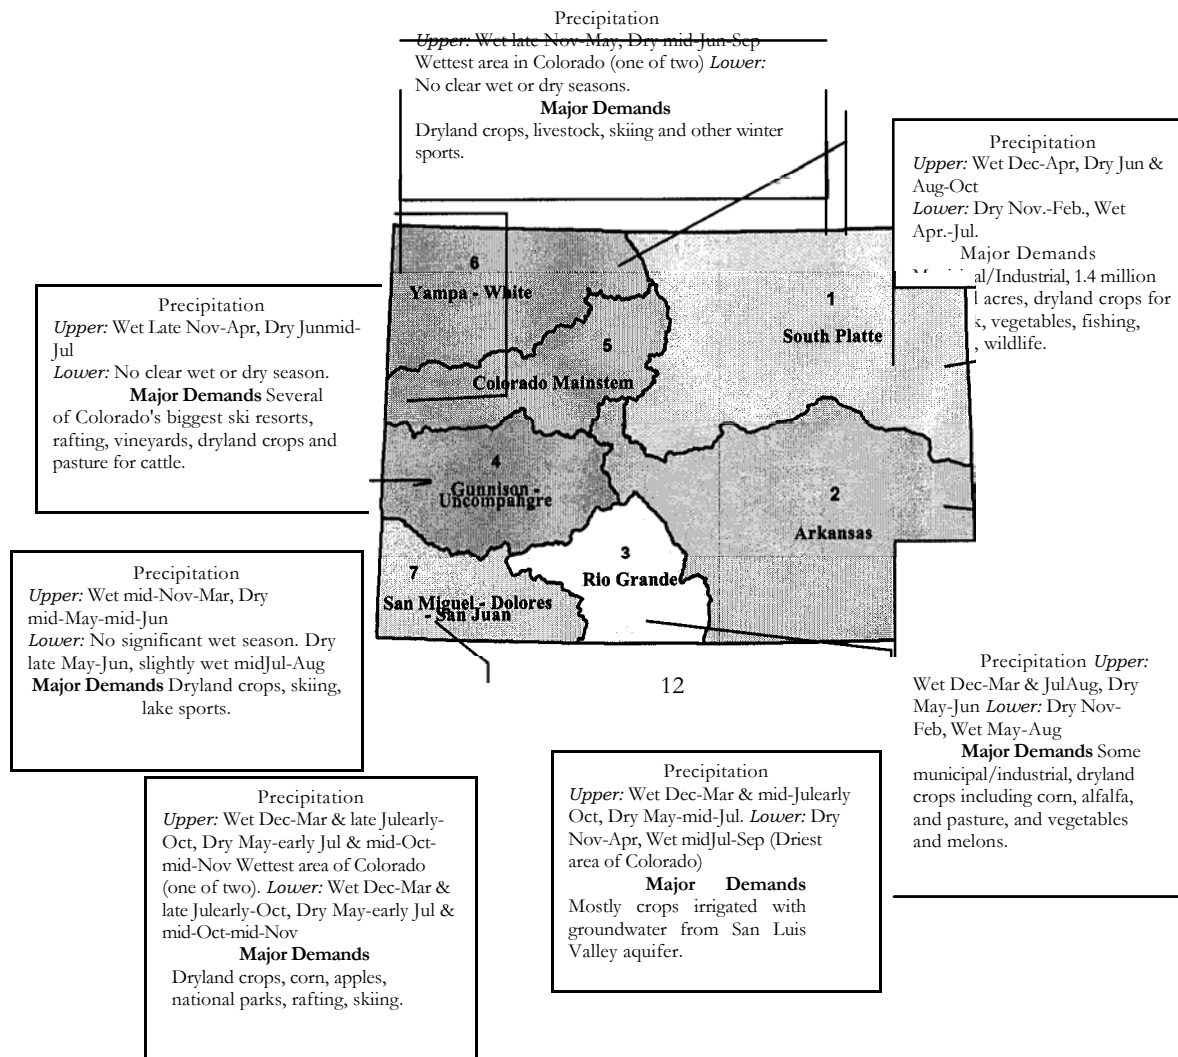 Precipitation
Upper: Wet late Nov-May, Dry mid-Jun-Sep
Wettest area in Colorado (one of two) Lower:
No clear wet or dry seasons.
Major Demands
Dryland crops, livestock, skiing and other winter
sports.
Precipitation
Upper: Wet Dec-Apr, Dry Jun &
Aug-Oct
Lower: Dry Nov.-Feb., Wet
Apr.-Jul.
Major Demands
al/Industrial, 1.4 million
acres, dryland crops for
vegetables, fishing,
, wildlife.
Precipitation
Upper: Wet Late Nov-Apr, Dry Junmid-
Jul
Lower: No clear wet or dry season.
Major Demands Several
of Colorado's biggest ski resorts,
rafting, vineyards, dryland crops and
pasture for cattle.
6
Yampa - White
1
South Platte
5
Colorado Mainstem
4
Gunnison -
Uncompahgre
2
Arkansas
3
Rio Grande
7
San Miguel - Dolores
- San Juan
Precipitation
Upper: Wet mid-Nov-Mar, Dry
mid-May-mid-Jun
Lower: No significant wet season. Dry
late May-Jun, slightly wet midJul-Aug
Major Demands Dryland crops, skiing,
lake sports.
12
Precipitation Upper:
Wet Dec-Mar & JulAug, Dry
May-Jun Lower: Dry Nov-
Feb, Wet May-Aug
Major Demands Some
municipal/industrial, dryland
crops including corn, alfalfa,
and pasture, and vegetables
and melons.
Precipitation
Upper: Wet Dec-Mar & late Julearly-
Oct, Dry May-early Jul & mid-Oct-
mid-Nov Wettest area of Colorado
(one of two). Lower: Wet Dec-Mar &
late Julearly-Oct, Dry May-early Jul &
mid-Oct-mid-Nov
Major Demands
Dryland crops, corn, apples,
national parks, rafting, skiing.
Precipitation
Upper: Wet Dec-Mar & mid-Julearly
Oct, Dry May-mid-Jul. Lower: Dry
Nov-Apr, Wet midJul-Sep (Driest
area of Colorado)
Major Demands
Mostly crops irrigated with
groundwater from San Luis
Valley aquifer.